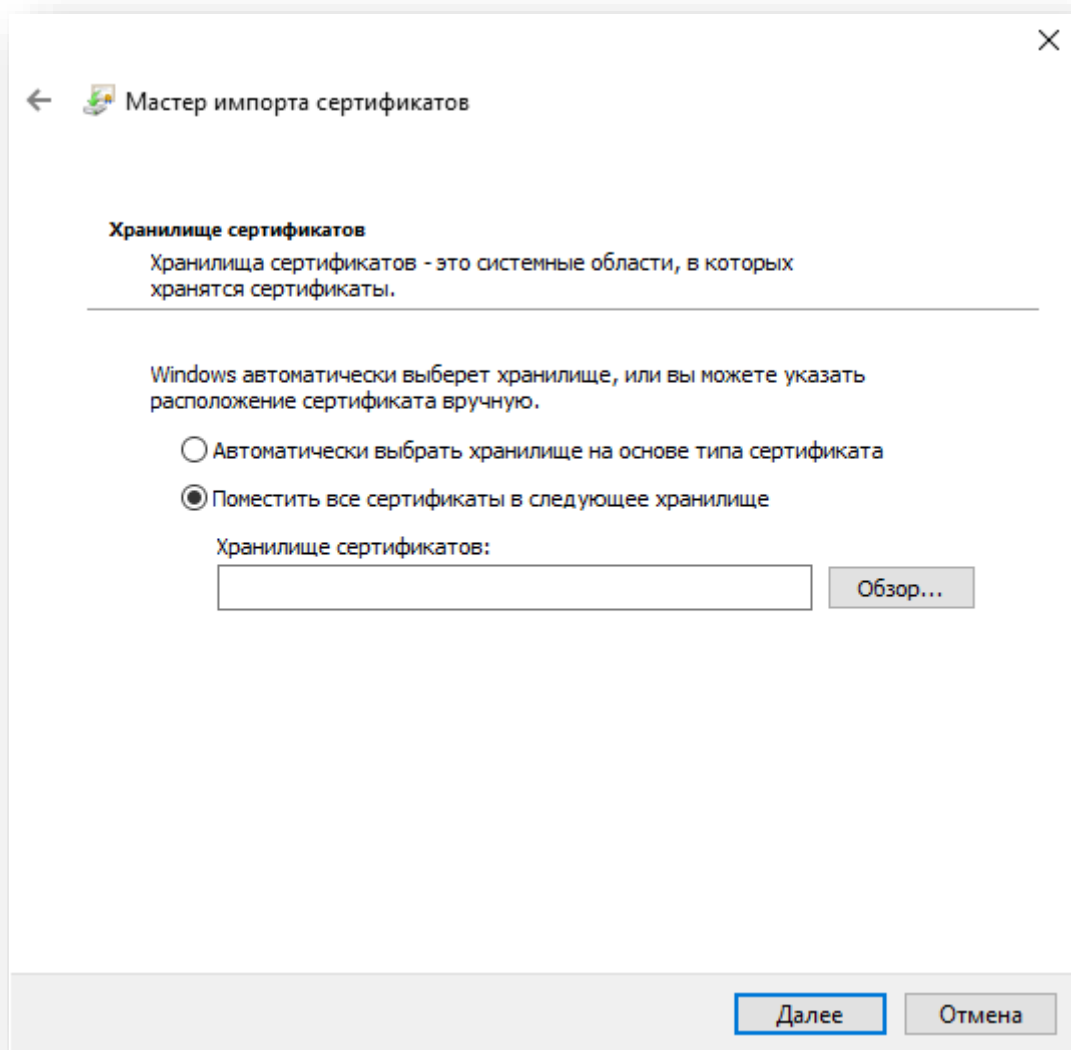 Мастер импорта сертификатов
Хранилище сертификатов
Хранилища сертификатов - это системные области, в которых
хранятся сертификаты.
Windows автоматически выберет хранилище, или вы можете указать
расположение сертификата вручную.
Автоматически выбрать хранилище на основе типа сертификата
Поместить все сертификаты в следующее хранилище
Хранилище сертификатов:
Обзор...
Далее
Отмена